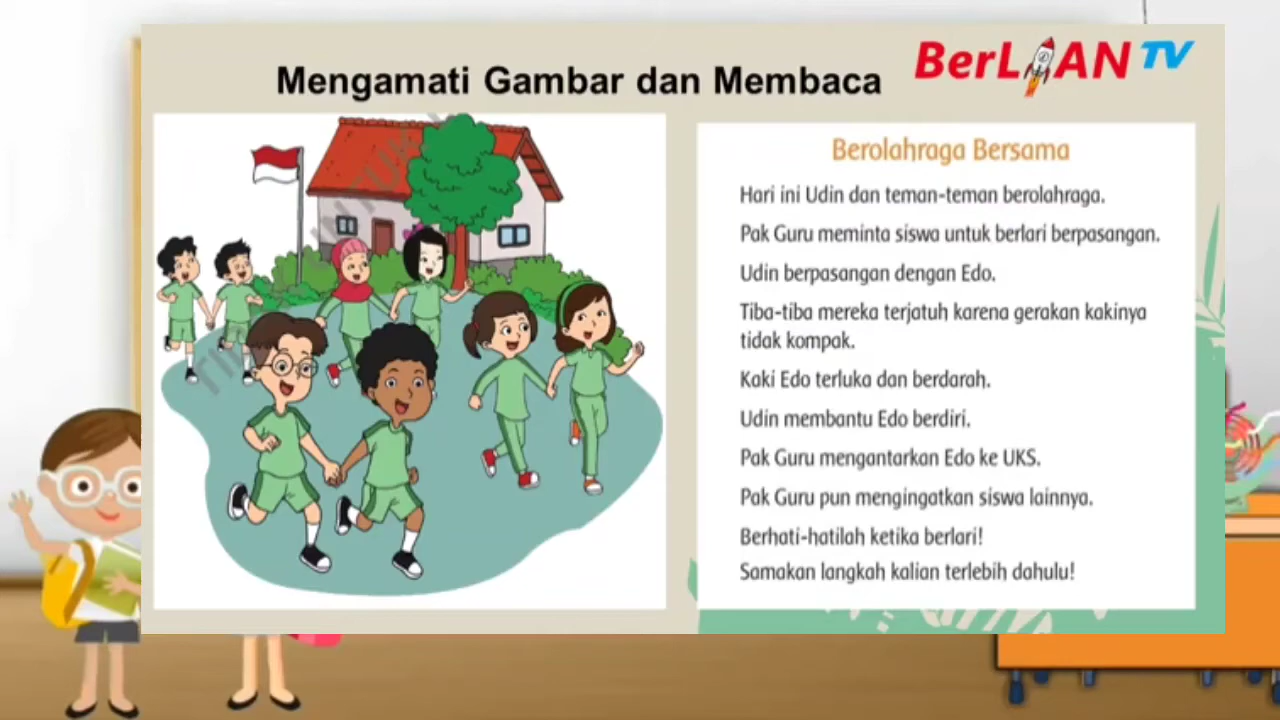 BerLIAN TV
Mengamati Gambar dan Membaca
Berolahraga Bersama
Hari ini Udin dan teman-teman berolahraga.
Pak Guru meminta siswa untuk berlari berpasangan.
Udin berpasangan dengan Edo.
Tiba-tiba mereka terjatuh karena gerakan kakinya
tidak kompak.
Kaki Edo terluka dan berdarah.
Udin membantu Edo berdiri.
Pak Guru mengantarkan Edo ke UKS.
Pak Guru pun mengingatkan siswa lainnya.
Berhati-hatilah ketika berlari!
Samakan langkah kalian terlebih dahulu!